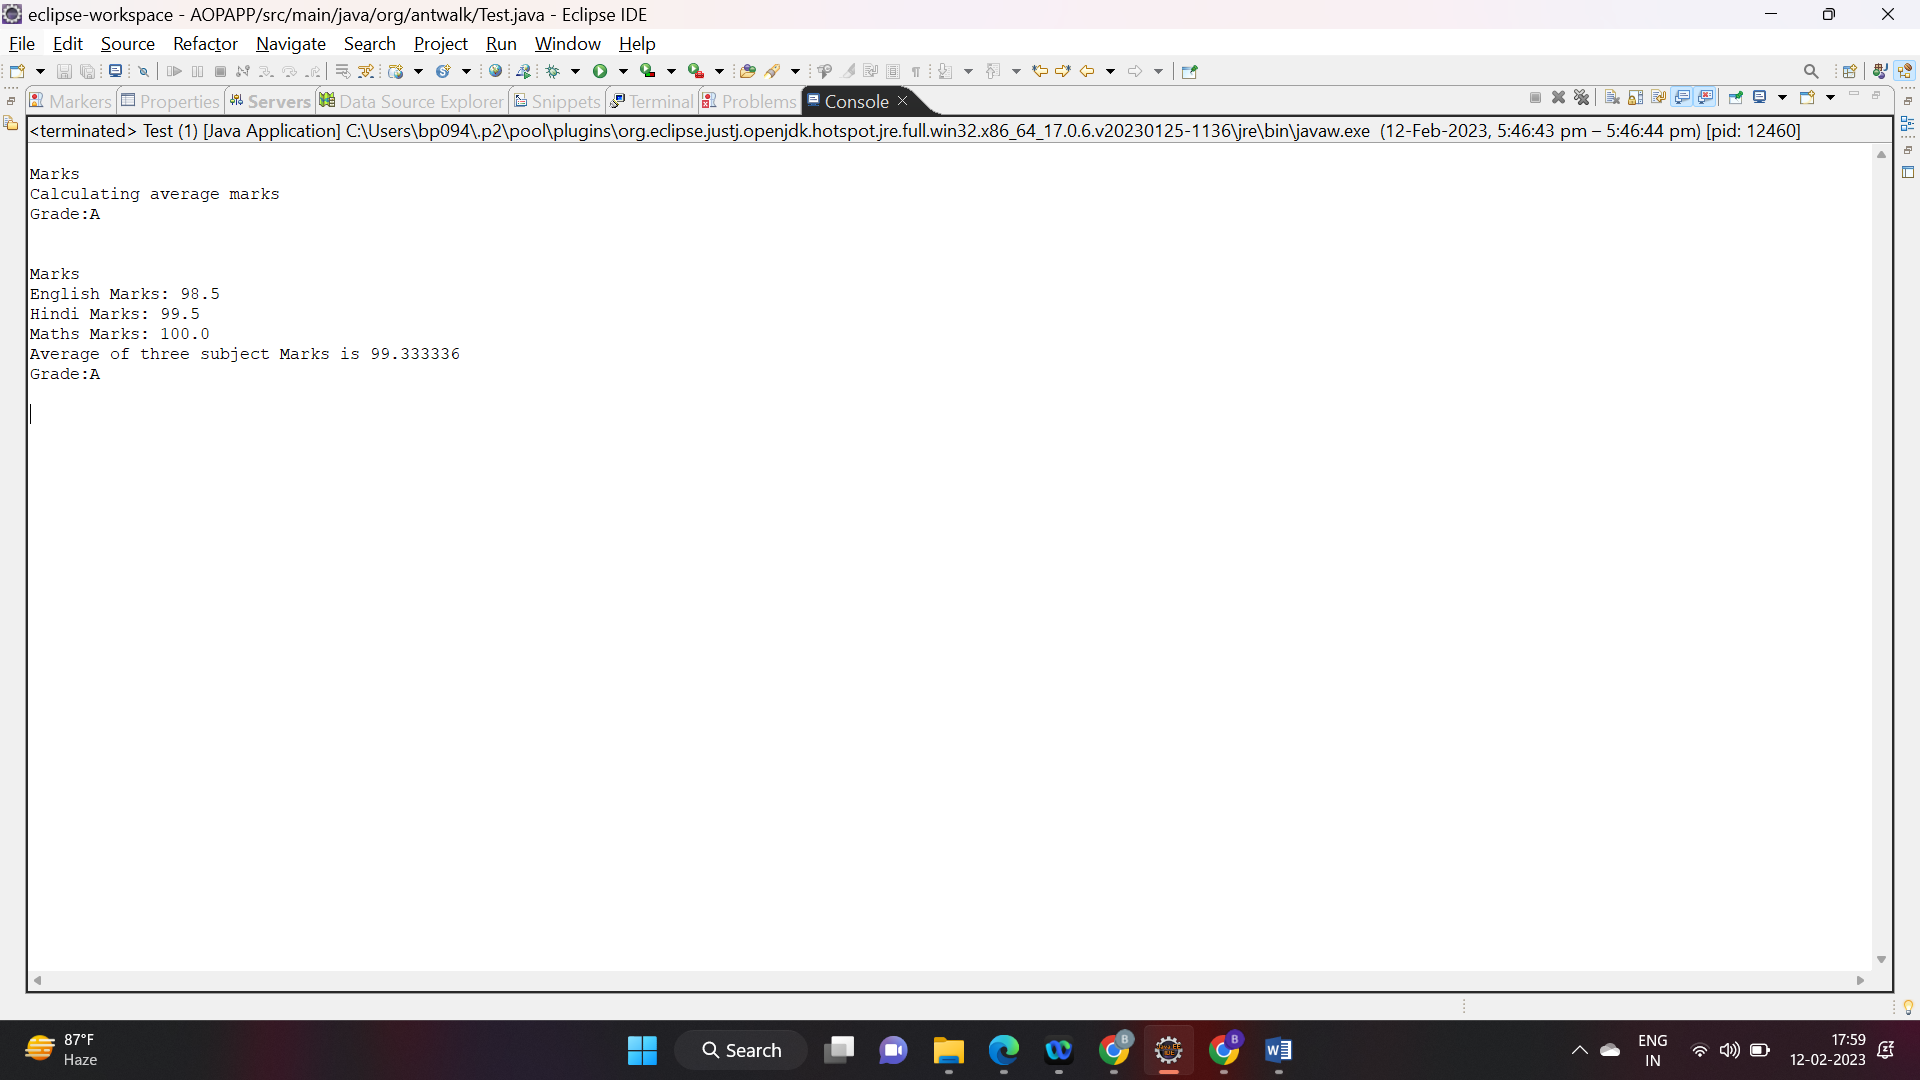 eclipse-workspace - AOPAPP/src/main/java/org/antwalk/Test.java - Eclipse IDE
File Edit Source Refactor Navigate Search Project Run Window Help
Markers Properties Servers Data Source Explorer Snippets Terminal Problems Console
<terminated> Test (1) [Java Application] C:\Users\bp094\.p2\pool\plugins\org.eclipse.justj.openjdk.hotspot.jre.full.win32.x86_64_17.0.6.v20230125-1136\jre\bin\javaw.exe (12-Feb-2023, 5:46:43 pm – 5:46:44 pm) [pid: 12460]
Marks
Calculating average marks
Grade:A
Marks
English Marks: 98.5
Hindi Marks: 99.5
Maths Marks: 100.0
Average of three subject Marks is 99.333336
Grade:A
87°F
Haze
Search
B
B
ENG
IN
17:59
12-02-2023